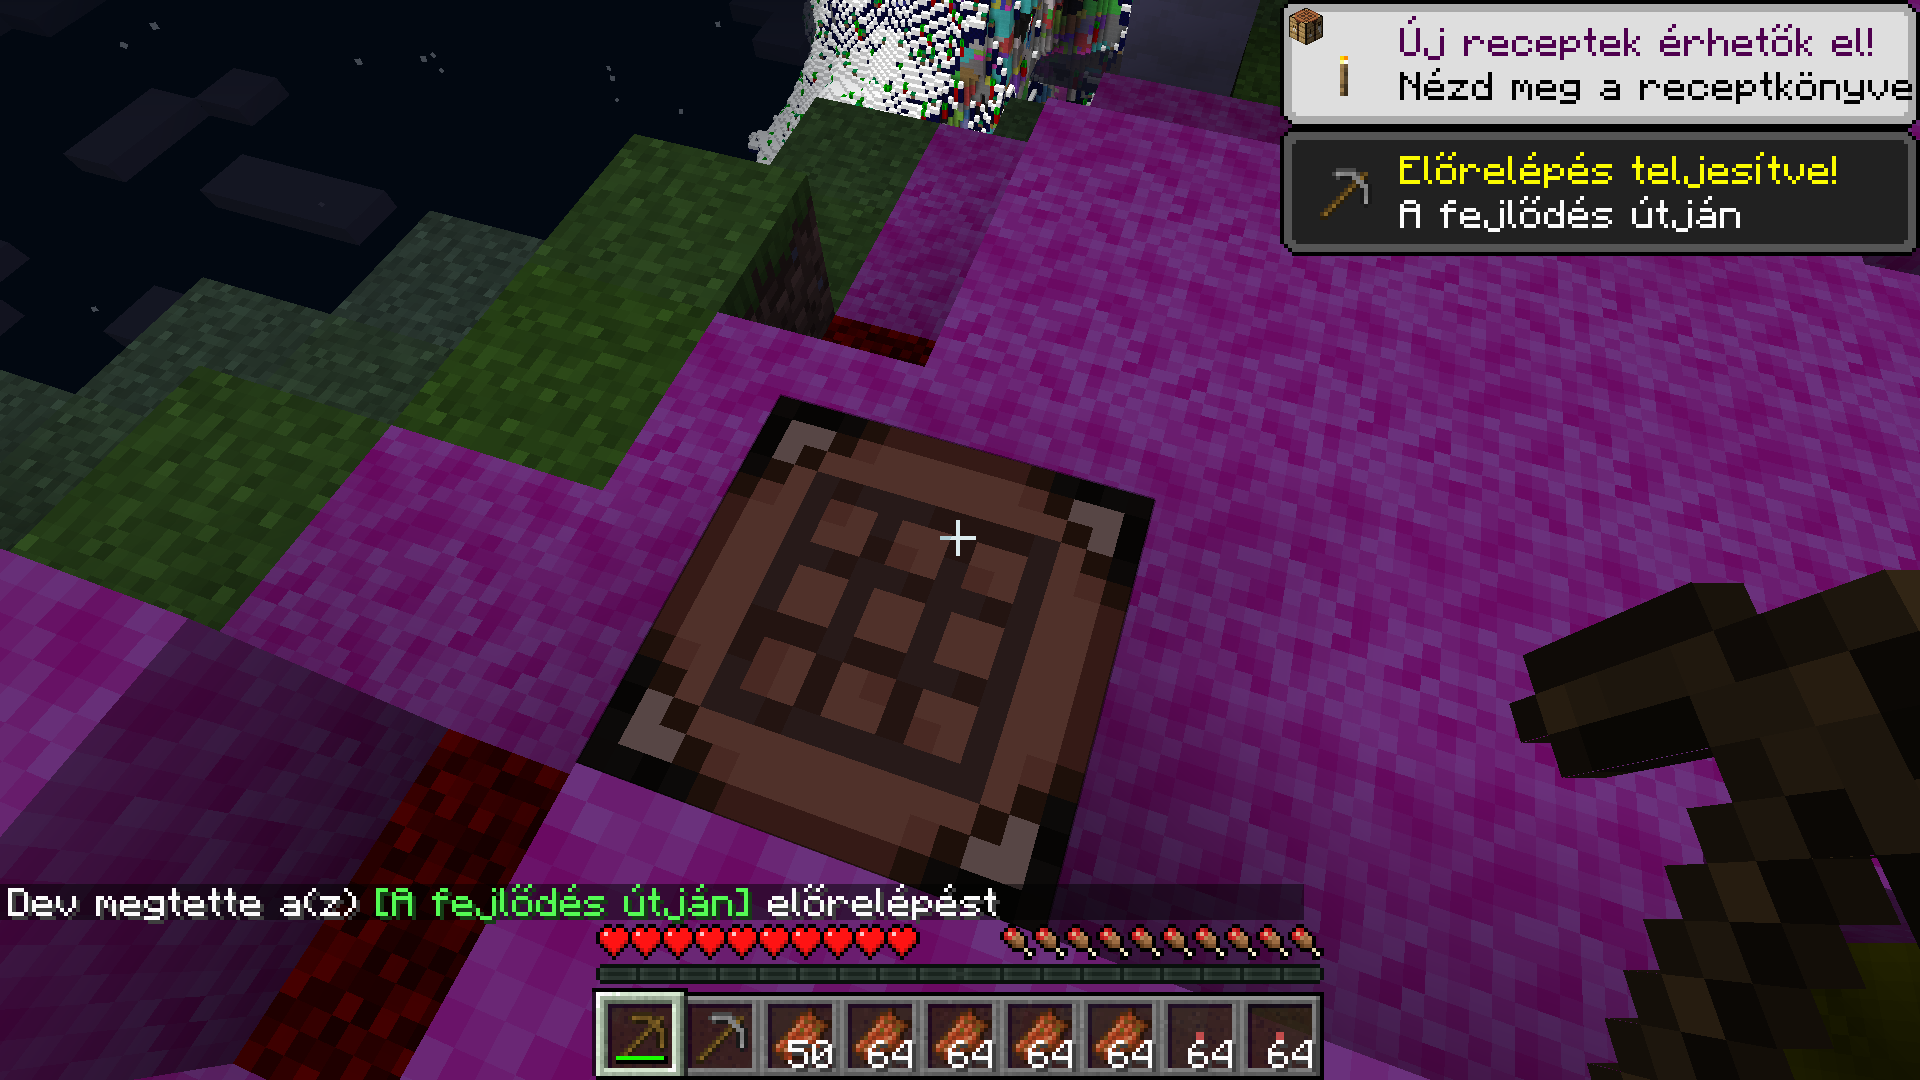 Új receptek érhetők el!
Nézd meg a receptkönyve
Előrelépés teljesítve!
A fejlődés útján
Dev megtette a(z) [A fejlődés útján] előrelépést
50 64 64 64 64 64 64